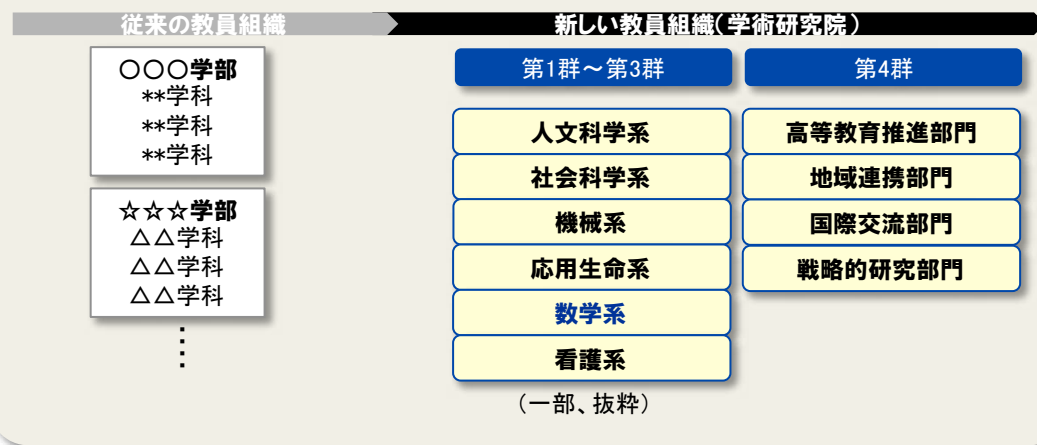 従来の教員組織
新しい教員組織(学術研究院)
〇〇〇学部
**学科
**学科
**学科
☆☆☆学部
△△学科
△△学科
△△学科
⋮
第1群～第3群
人文科学系
社会科学系
機械系
応用生命系
数学系
看護系
(一部、抜粋)
第4群
高等教育推進部門
地域連携部門
国際交流部門
戦略的研究部門